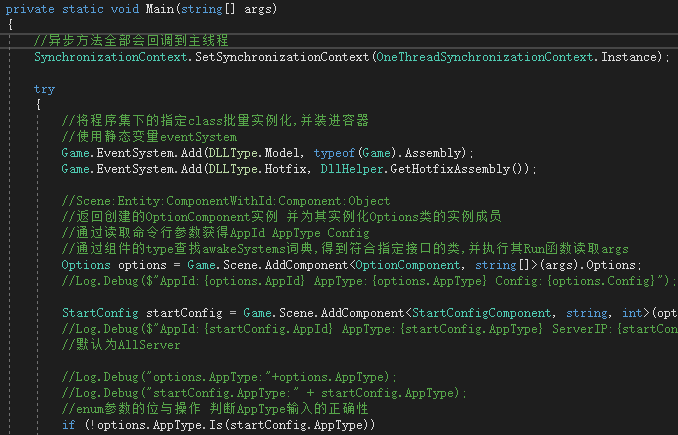 private static void Main(string[] args)
{
//异步方法全部会回调到主线程
SynchronizationContext.SetSynchronizationContext(OneThreadSynchronizationContext.Instance);
try
{
//将程序集下的指定class批量实例化,并装进容器
//使用静态变量eventSystem
Game.EventSystem.Add(DLLType.Model, typeof(Game).Assembly);
Game.EventSystem.Add(DLLType.Hotfix, DllHelper.GetHotfixAssembly());
//Scene:Entity:ComponentWithId:Component:Object
//返回创建的OptionComponent实例 并为其实例化Options类的实例成员
//通过读取命令行参数获得AppId AppType Config
//通过组件的type查找awakeSystems词典,得到符合指定接口的类,并执行其Run函数读取args
Options options = Game.Scene.AddComponent<OptionComponent, string[]>(args).Options;
//Log.Debug($"AppId:{options.AppId} AppType:{options.AppType} Config:{options.Config}");
StartConfig startConfig = Game.Scene.AddComponent<StartConfigComponent, string, int>(opt
//Log.Debug($"AppId:{startConfig.AppId} AppType:{startConfig.AppType} ServerIP:{startCon
//默认为AllServer
//Log.Debug("options.AppType:"+options.AppType);
//Log.Debug("startConfig.AppType:" + startConfig.AppType);
//enum参数的位与操作 判断AppType输入的正确性
if (!options.AppType.Is(startConfig.AppType))